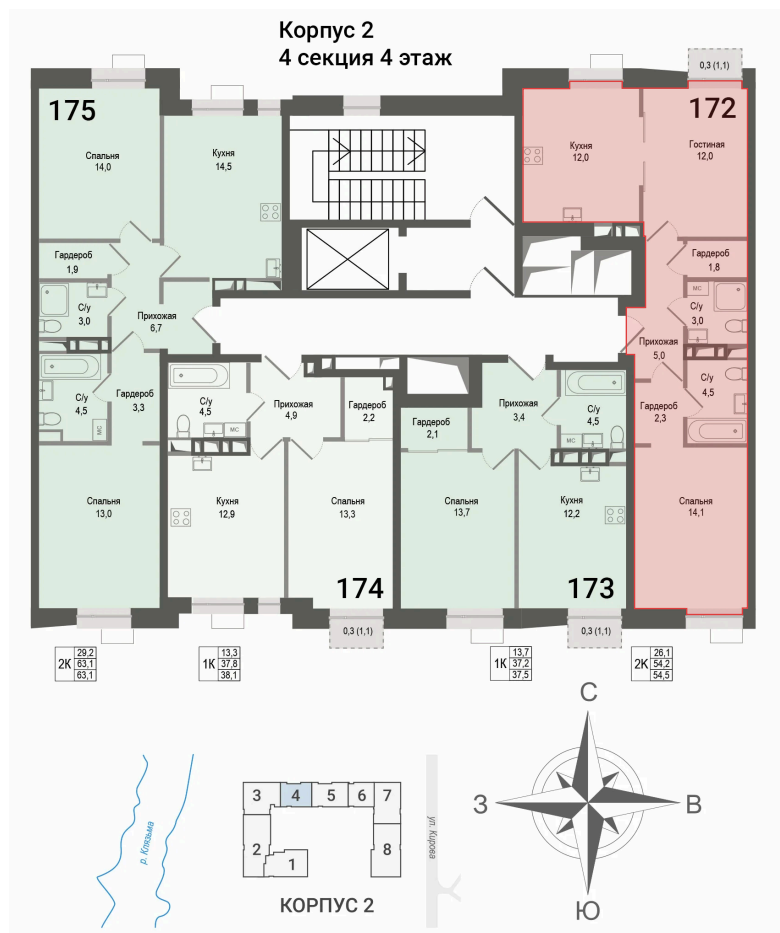 Корпус 2
4 секция 4 этаж
0,3 (1,1)
175
172
Спальня
14,0
Кухня
14,5
Кухня
12,0
Гостиная
12,0
Гардероб
1,9
Гардероб
1,8
С/у
3,0
Прихожая
6,7
МС
С/у
3,0
Прихожая
5,0
С/у
4,5
МС
Гардероб
3,3
С/у
4,5
МС
Прихожая
4,9
Гардероб
2,2
Гардероб
2,1
Прихожая
3,4
С/у
4,5
МС
Гардероб
2,3
С/у
4,5
Спальня
13,0
Кухня
12,9
Спальня
13,3
Спальня
13,7
Кухня
12,2
Спальня
14,1
174
173
0,3 (1,1)
0,3 (1,1)
2К
29,2
63,1
63,1
1К
13,3
37,8
38,1
1К
13,7
37,2
37,5
2К
26,1
54,2
54,5
р. Клязьма
3
4
5
6
7
2
1
8
КОРПУС 2
ул. Кирова
С
З
В
Ю